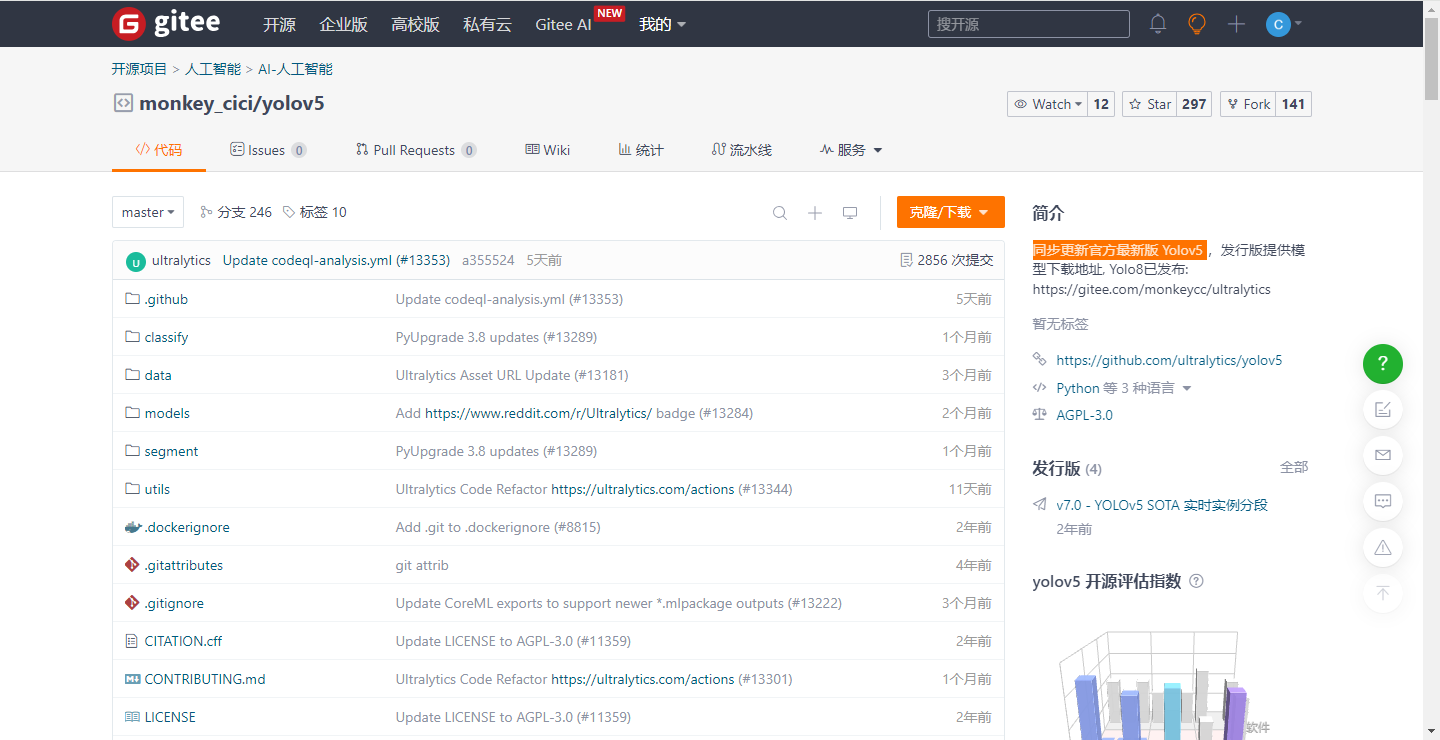 gitee 开源 企业版 高校版 私有云 Gitee AI NEW 我的 搜开源 C
开源项目 > 人工智能 > AI-人工智能
monkey_cici/yolov5 Watch 12 Star 297 Fork 141
代码 Issues 0 Pull Requests 0 Wiki 统计 流水线 服务
master 分支 246 标签 10 克隆/下载
u ultralytics Update codeql-analysis.yml (#13353) a355524 5天前 2856 次提交
.github Update codeql-analysis.yml (#13353) 5天前
classify PyUpgrade 3.8 updates (#13289) 1个月前
data Ultralytics Asset URL Update (#13181) 3个月前
models Add https://www.reddit.com/r/Ultralytics/ badge (#13284) 2个月前
segment PyUpgrade 3.8 updates (#13289) 1个月前
utils Ultralytics Code Refactor https://ultralytics.com/actions (#13344) 11天前
.dockerignore Add .git to .dockerignore (#8815) 2年前
.gitattributes git attrib 4年前
.gitignore Update CoreML exports to support newer *.mlpackage outputs (#13222) 3个月前
CITATION.cff Update LICENSE to AGPL-3.0 (#11359) 2年前
CONTRIBUTING.md Ultralytics Code Refactor https://ultralytics.com/actions (#13301) 1个月前
LICENSE Update LICENSE to AGPL-3.0 (#11359) 2年前
简介
同步更新官方最新版 Yolov5 ，发行版提供模
型下载地址, Yolo8已发布:
https://gitee.com/monkeycc/ultralytics
暂无标签
https://github.com/ultralytics/yolov5
Python 等 3 种语言
AGPL-3.0
发行版 (4) 全部
v7.0 - YOLOv5 SOTA 实时实例分段
2年前
yolov5 开源评估指数 ?
软件
?